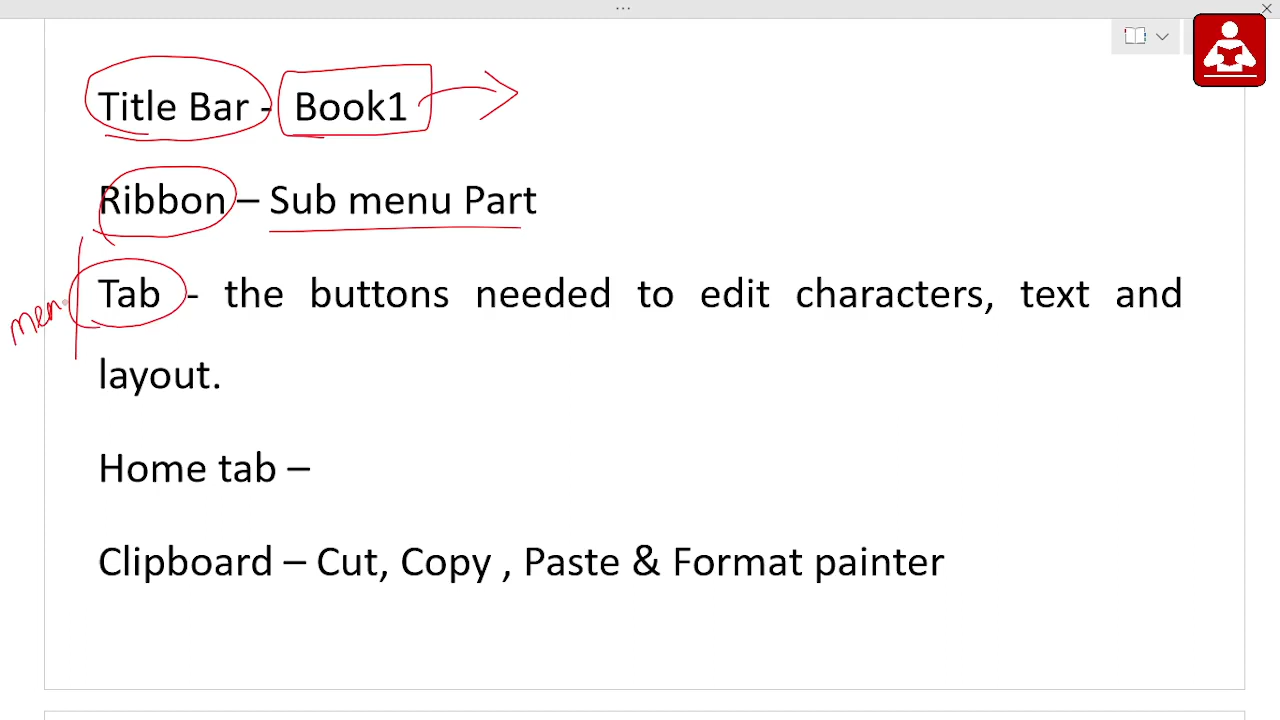 Title Bar - Book1
Ribbon – Sub menu Part
men
Tab - the buttons needed to edit characters, text and
layout.
Home tab –
Clipboard – Cut, Copy , Paste & Format painter